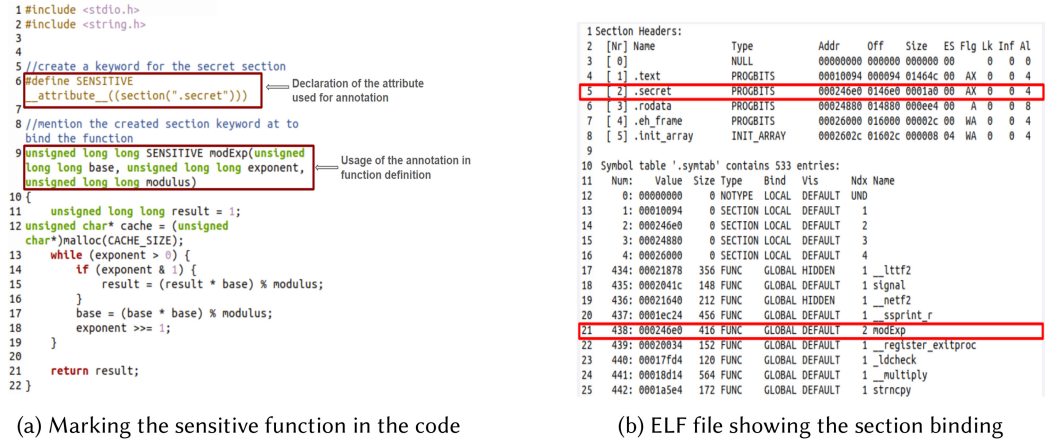 1 #include <stdio.h>
2 #include <string.h>
3
4
5 //create a keyword for the secret section
6 #define SENSITIVE
__attribute__((section(".secret")))
7
8 //mention the created section keyword at to
bind the function
9 unsigned long long SENSITIVE modExp(unsigned
long long base, unsigned long long exponent,
unsigned long long modulus)
10 {
11 unsigned long long result = 1;
12 unsigned char* cache = (unsigned
char*)malloc(CACHE_SIZE);
13 while (exponent > 0) {
14 if (exponent & 1) {
15 result = (result * base) % modulus;
16 }
17 base = (base * base) % modulus;
18 exponent >>= 1;
19 }
20
21 return result;
22 }
Declaration of the attribute
used for annotation
Usage of the annotation in
function definition
(a) Marking the sensitive function in the code
1 Section Headers:
2 [Nr] Name Type Addr Off Size ES Flg Lk Inf Al
3 [ 0] NULL 00000000 000000 000000 00 0 0 0
4 [ 1] .text PROGBITS 00010094 000094 01464c 00 AX 0 0 4
5 [ 2] .secret PROGBITS 000246e0 0146e0 0001a0 00 AX 0 0 4
6 [ 3] .rodata PROGBITS 00024880 014880 000ee4 00 A 0 0 8
7 [ 4] .eh_frame PROGBITS 00026000 016000 00002c 00 WA 0 0 4
8 [ 5] .init_array INIT_ARRAY 0002602c 01602c 000008 04 WA 0 0 4
9
10 Symbol table '.symtab' contains 533 entries:
11 Num: Value Size Type Bind Vis Ndx Name
12 0: 00000000 0 NOTYPE LOCAL DEFAULT UND
13 1: 00010094 0 SECTION LOCAL DEFAULT 1
14 2: 000246e0 0 SECTION LOCAL DEFAULT 2
15 3: 00024880 0 SECTION LOCAL DEFAULT 3
16 4: 00026000 0 SECTION LOCAL DEFAULT 4
17 434: 00021878 356 FUNC GLOBAL HIDDEN 1 __lttf2
18 435: 0002041c 148 FUNC GLOBAL DEFAULT 1 signal
19 436: 00021640 212 FUNC GLOBAL HIDDEN 1 __netf2
20 437: 0001ec24 456 FUNC GLOBAL DEFAULT 1 __ssprint_r
21 438: 000246e0 416 FUNC GLOBAL DEFAULT 2 modExp
22 439: 00020034 152 FUNC GLOBAL DEFAULT 1 __register_exitproc
23 440: 00017fd4 120 FUNC GLOBAL DEFAULT 1 _ldcheck
24 441: 00018d14 564 FUNC GLOBAL DEFAULT 1 __multiply
25 442: 0001a5e4 172 FUNC GLOBAL DEFAULT 1 strncpy
(b) ELF file showing the section binding